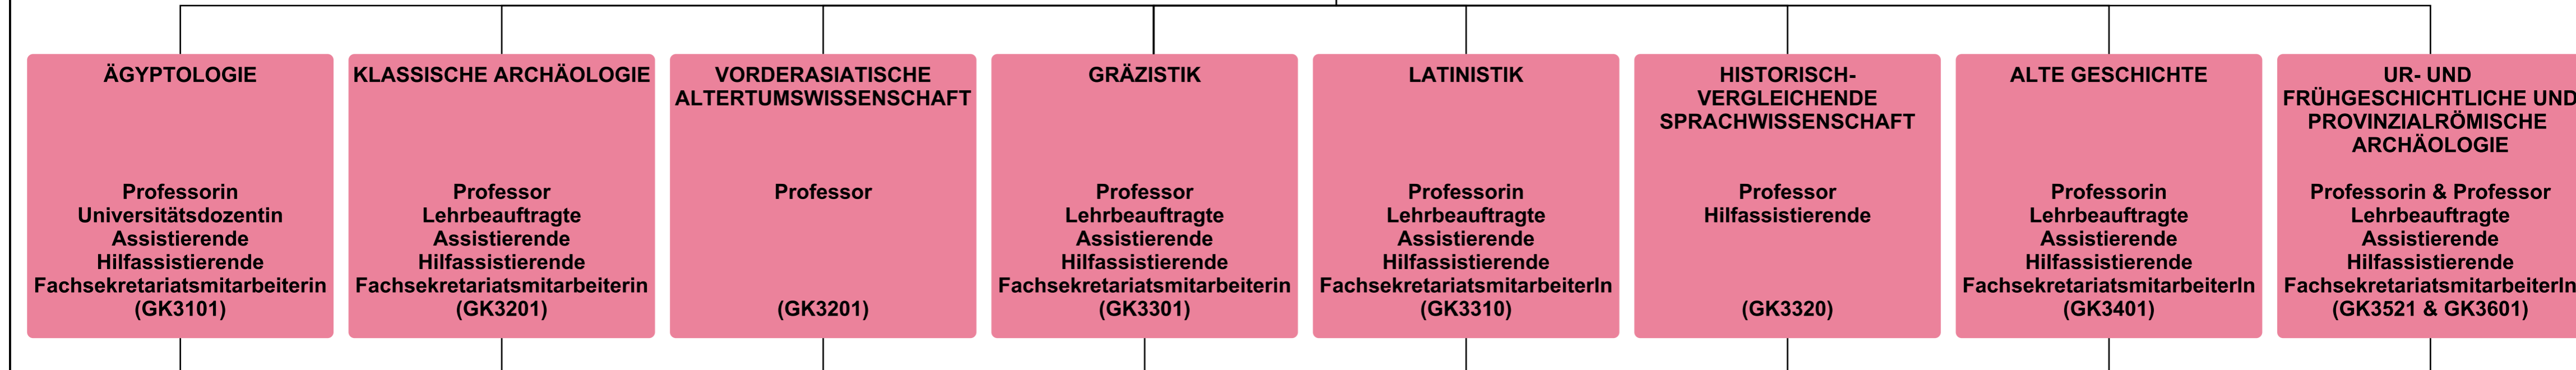 ÄGYPTOLOGIE
Professorin
Universitätsdozentin
Assistierende
Hilfassistierende
Fachsekretariatsmitarbeiterin
(GK3101)
KLASSISCHE ARCHÄOLOGIE
Professor
Lehrbeauftragte
Assistierende
Hilfassistierende
Fachsekretariatsmitarbeiterin
(GK3201)
VORDERASIATISCHE
ALTERTUMSWISSENSCHAFT
Professor
(GK3201)
GRÄZISTIK
Professor
Lehrbeauftragte
Assistierende
Hilfassistierende
Fachsekretariatsmitarbeiterin
(GK3301)
LATINISTIK
Professorin
Lehrbeauftragte
Assistierende
Hilfassistierende
FachsekretariatsmitarbeiterIn
(GK3310)
HISTORISCH-
VERGLEICHENDE
SPRACHWISSENSCHAFT
Professor
Hilfassistierende
(GK3320)
ALTE GESCHICHTE
Professorin
Lehrbeauftragte
Assistierende
Hilfassistierende
FachsekretariatsmitarbeiterIn
(GK3401)
UR- UND
FRÜHGESCHICHTLICHE UND
PROVINZIALRÖMISCHE
ARCHÄOLOGIE
Professorin & Professor
Lehrbeauftragte
Assistierende
Hilfassistierende
FachsekretariatsmitarbeiterIn
(GK3521 & GK3601)